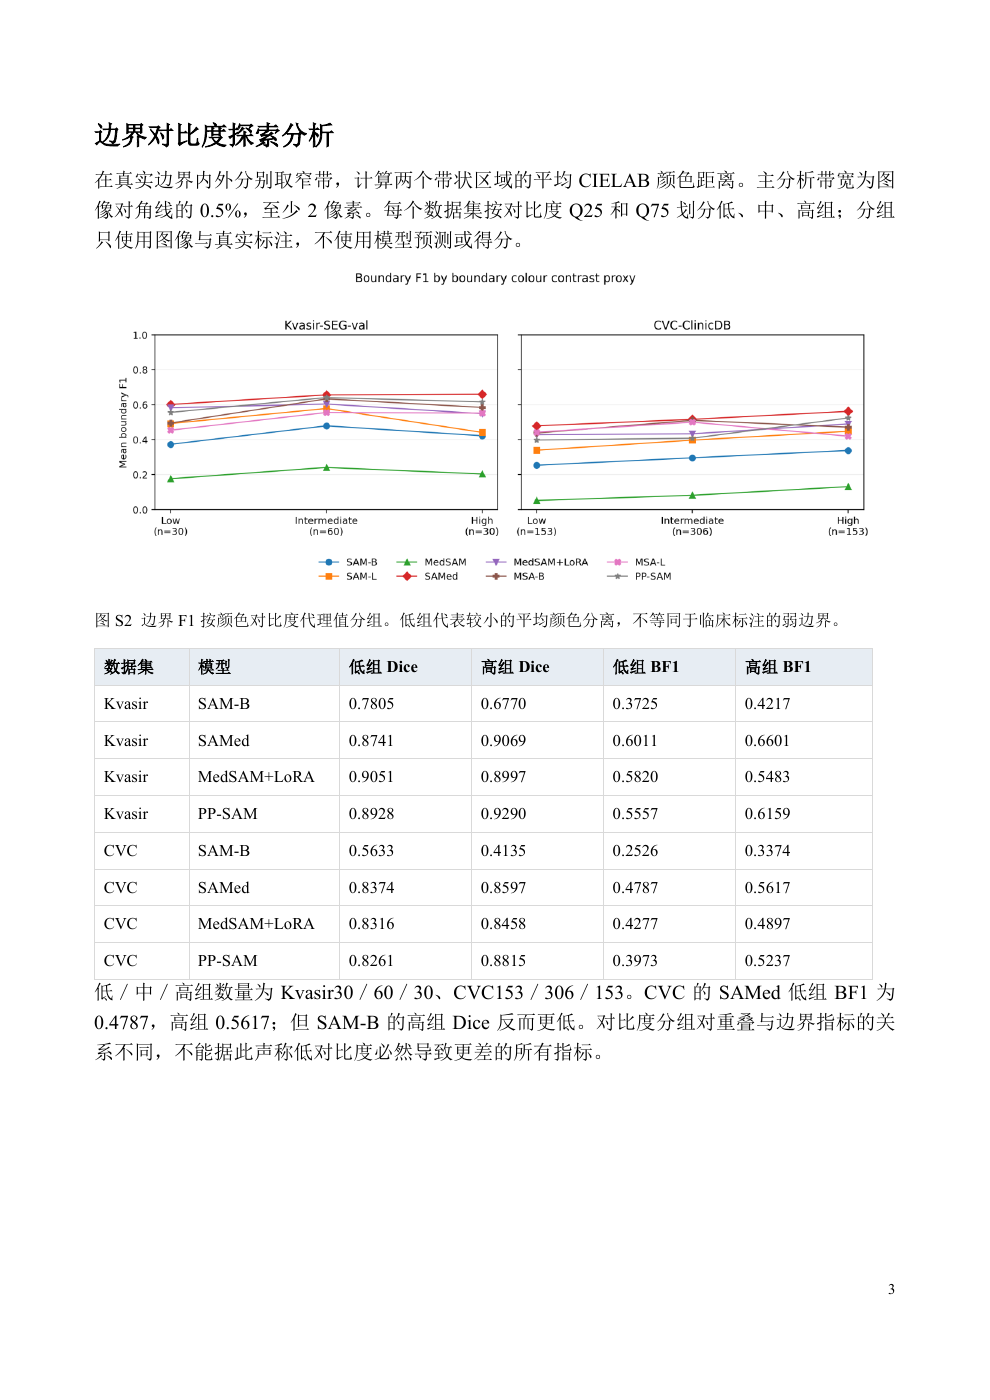 边界对比度探索分析
在真实边界内外分别取窄带，计算两个带状区域的平均 CIELAB 颜色距离。主分析带宽为图
像对角线的 0.5%，至少 2 像素。每个数据集按对比度 Q25 和 Q75 划分低、中、高组；分组
只使用图像与真实标注，不使用模型预测或得分。
Boundary F1 by boundary colour contrast proxy
Kvasir-SEG-val
CVC-ClinicDB
Mean boundary F1
1.0
0.8
0.6
0.4
0.2
0.0
Low Intermediate High Low Intermediate High
(n=30) (n=60) (n=30) (n=153) (n=306) (n=153)
SAM-B MedSAM MedSAM+LoRA MSA-L
SAM-L SAMed MSA-B PP-SAM
图 S2 边界 F1 按颜色对比度代理值分组。低组代表较小的平均颜色分离，不等同于临床标注的弱边界。
数据集 模型 低组 Dice 高组 Dice 低组 BF1 高组 BF1
Kvasir SAM-B 0.7805 0.6770 0.3725 0.4217
Kvasir SAMed 0.8741 0.9069 0.6011 0.6601
Kvasir MedSAM+LoRA 0.9051 0.8997 0.5820 0.5483
Kvasir PP-SAM 0.8928 0.9290 0.5557 0.6159
CVC SAM-B 0.5633 0.4135 0.2526 0.3374
CVC SAMed 0.8374 0.8597 0.4787 0.5617
CVC MedSAM+LoRA 0.8316 0.8458 0.4277 0.4897
CVC PP-SAM 0.8261 0.8815 0.3973 0.5237
低 / 中 / 高组数量为 Kvasir30 / 60 / 30、CVC153 / 306 / 153。CVC 的 SAMed 低组 BF1 为
0.4787，高组 0.5617；但 SAM-B 的高组 Dice 反而更低。对比度分组对重叠与边界指标的关
系不同，不能据此声称低对比度必然导致更差的所有指标。
3